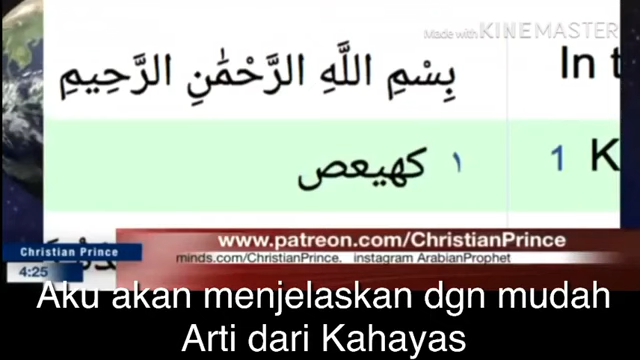 Made with KINEMASTER
بِسْمِ اللَّهِ الرَّحْمَٰنِ الرَّحِيمِ
In t
١ كهيعص
1 K
www.patreon.com/ChristianPrince
Christian Prince
minds.com/ChristianPrince. instagram ArabianProphet
4:25
Aku akan menjelaskan dgn mudah
Arti dari Kahayas